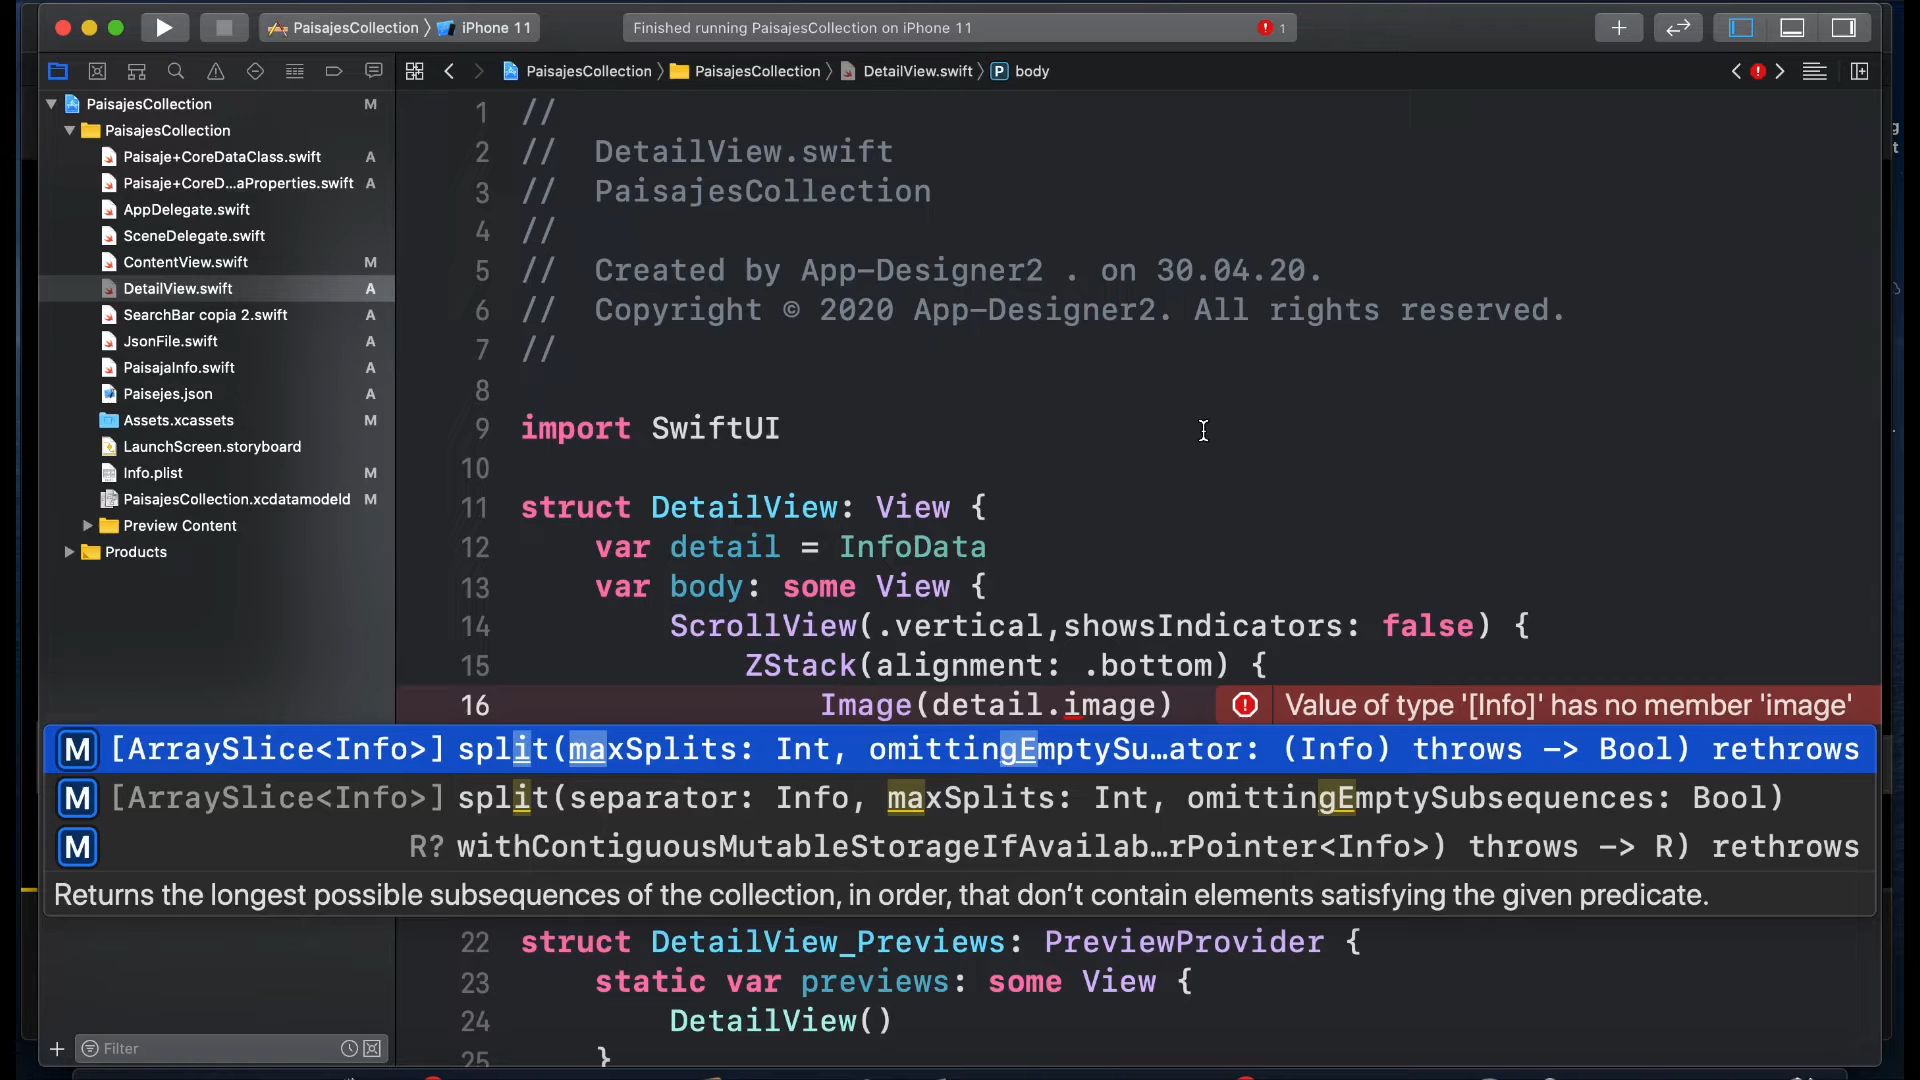 PaisajesCollection 〉 iPhone 11
Finished running PaisajesCollection on iPhone 11
1
PaisajesCollection 〉 PaisajesCollection 〉 DetailView.swift 〉 P body
PaisajesCollection M
PaisajesCollection
Paisaje+CoreDataClass.swift A
Paisaje+CoreD...aProperties.swift A
AppDelegate.swift
SceneDelegate.swift
ContentView.swift M
DetailView.swift A
SearchBar copia 2.swift A
JsonFile.swift A
PaisajaInfo.swift A
Paisejes.json A
Assets.xcassets M
LaunchScreen.storyboard
Info.plist M
PaisajesCollection.xcdatamodeld M
Preview Content
Products
Filter
1 //
2 // DetailView.swift
3 // PaisajesCollection
4 //
5 // Created by App-Designer2 . on 30.04.20.
6 // Copyright © 2020 App-Designer2. All rights reserved.
7 //
8
9 import SwiftUI
10
11 struct DetailView: View {
12 var detail = InfoData
13 var body: some View {
14 ScrollView(.vertical,showsIndicators: false) {
15 ZStack(alignment: .bottom) {
16 Image(detail.image) Value of type '[Info]' has no member 'image'
M [ArraySlice<Info>] split(maxSplits: Int, omittingEmptySu…ator: (Info) throws -> Bool) rethrows
M [ArraySlice<Info>] split(separator: Info, maxSplits: Int, omittingEmptySubsequences: Bool)
M R? withContiguousMutableStorageIfAvailab…rPointer<Info>) throws -> R) rethrows
Returns the longest possible subsequences of the collection, in order, that don’t contain elements satisfying the given predicate.
22 struct DetailView_Previews: PreviewProvider {
23 static var previews: some View {
24 DetailView()
25 }